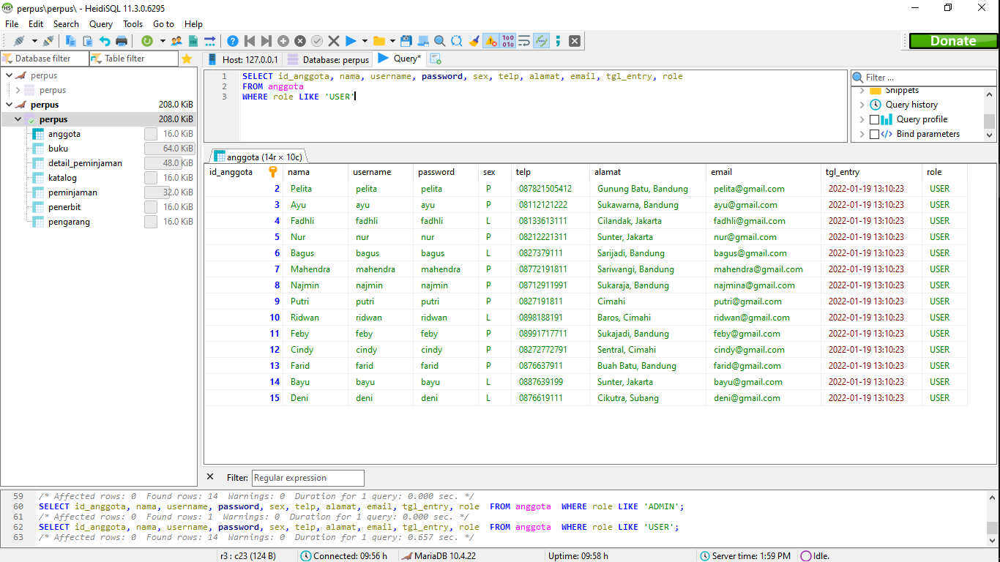 perpus\perpus\ - HeidiSQL 11.3.0.6295
File Edit Search Query Tools Go to Help
Donate
Database filter Table filter Host: 127.0.0.1 Database: perpus Query*
perpus
perpus
perpus 208.0 KiB
perpus 208.0 KiB
anggota 16.0 KiB
buku 64.0 KiB
detail_peminjaman 48.0 KiB
katalog 16.0 KiB
peminjaman 32.0 KiB
penerbit 16.0 KiB
pengarang 16.0 KiB
1 SELECT id_anggota, nama, username, password, sex, telp, alamat, email, tgl_entry, role
2 FROM anggota
3 WHERE role LIKE 'USER'
Filter ...
Snippets
Query history
Query profile
Bind parameters
anggota (14r × 10c)
id_anggota nama username password sex telp alamat email tgl_entry role
2 Pelita pelita pelita P 087821505412 Gunung Batu, Bandung pelita@gmail.com 2022-01-19 13:10:23 USER
3 Ayu ayu ayu P 08112121222 Sukawarna, Bandung ayu@gmail.com 2022-01-19 13:10:23 USER
4 Fadhli fadhli fadhli L 08133613111 Cilandak, Jakarta fadhli@gmail.com 2022-01-19 13:10:23 USER
5 Nur nur nur P 08212221311 Sunter, Jakarta nur@gmail.com 2022-01-19 13:10:23 USER
6 Bagus bagus bagus L 0827379111 Sarijadi, Bandung bagus@gmail.com 2022-01-19 13:10:23 USER
7 Mahendra mahendra mahendra P 08772191811 Sariwangi, Bandung mahendra@gmail.com 2022-01-19 13:10:23 USER
8 Najmin najmin najmin P 08712911991 Sukaraja, Bandung najmina@gmail.com 2022-01-19 13:10:23 USER
9 Putri putri putri P 0827191811 Cimahi putri@gmail.com 2022-01-19 13:10:23 USER
10 Ridwan ridwan ridwan L 0898188191 Baros, Cimahi ridwan@gmail.com 2022-01-19 13:10:23 USER
11 Feby feby feby P 08991717711 Sukajadi, Bandung feby@gmail.com 2022-01-19 13:10:23 USER
12 Cindy cindy cindy P 08272772791 Sentral, Cimahi cindy@gmail.com 2022-01-19 13:10:23 USER
13 Farid farid farid P 0876637911 Buah Batu, Bandung farid@gmail.com 2022-01-19 13:10:23 USER
14 Bayu bayu bayu L 0887639199 Sunter, Jakarta bayu@gmail.com 2022-01-19 13:10:23 USER
15 Deni deni deni L 0876619111 Cikutra, Subang deni@gmail.com 2022-01-19 13:10:23 USER
Filter: Regular expression
59 /* Affected rows: 0 Found rows: 14 Warnings: 0 Duration for 1 query: 0.000 sec. */
60 SELECT id_anggota, nama, username, password, sex, telp, alamat, email, tgl_entry, role FROM anggota WHERE role LIKE 'ADMIN';
61 /* Affected rows: 0 Found rows: 1 Warnings: 0 Duration for 1 query: 0.000 sec. */
62 SELECT id_anggota, nama, username, password, sex, telp, alamat, email, tgl_entry, role FROM anggota WHERE role LIKE 'USER';
63 /* Affected rows: 0 Found rows: 14 Warnings: 0 Duration for 1 query: 0.657 sec. */
r3 : c23 (124 B) Connected: 09:56 h MariaDB 10.4.22 Uptime: 09:58 h Server time: 1:59 PM Idle.